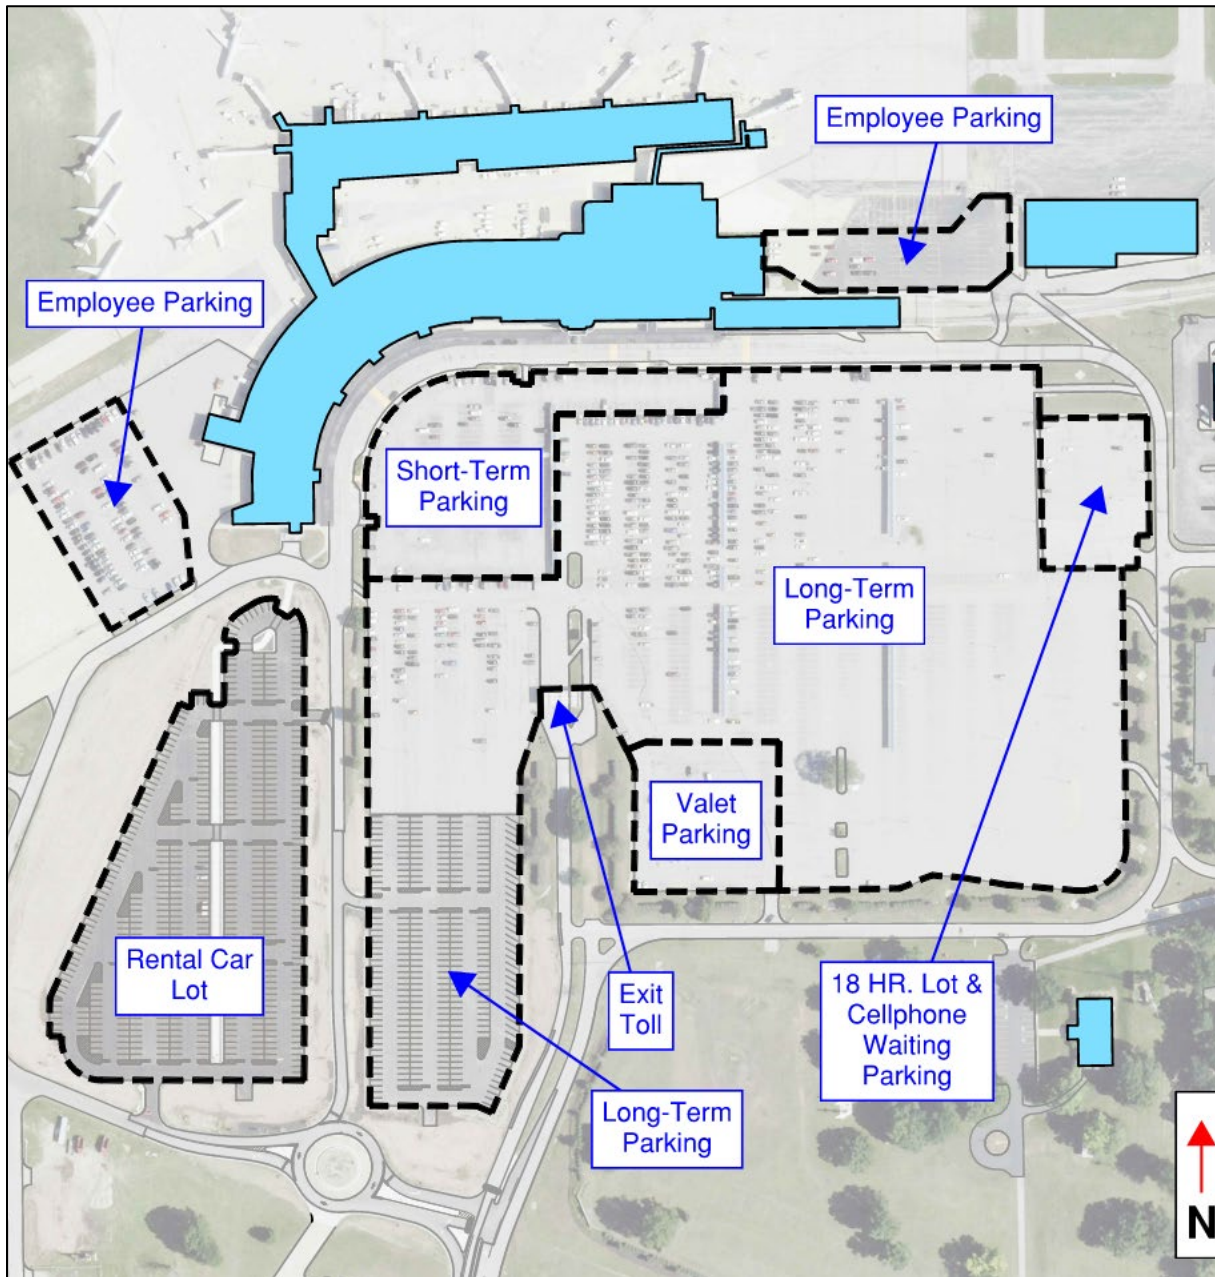 Employee Parking
Employee Parking
Short-Term
Parking
Long-Term
Parking
Valet
Parking
Rental Car
Lot
Exit
Toll
18 HR. Lot &
Cellphone
Waiting
Parking
Long-Term
Parking
N